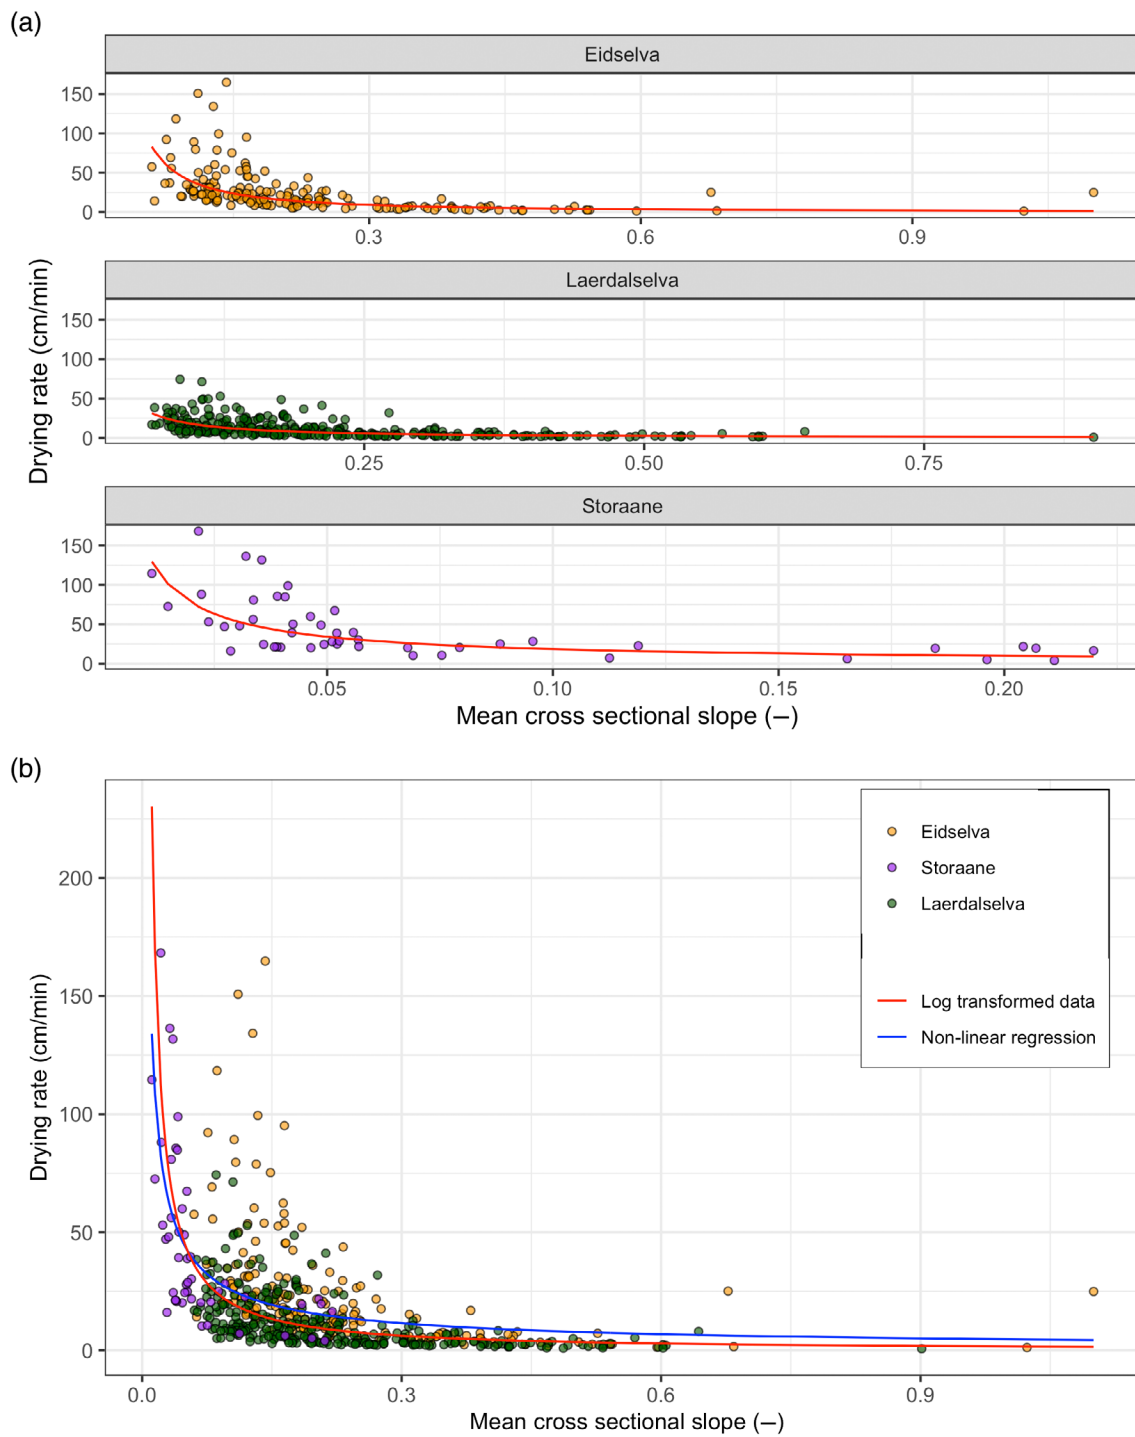 (a)
Eidselva
150
100
50
0
0.3
0.6
0.9
Laerdalselva
150
100
50
0
0.25
0.50
0.75
Storaane
150
100
50
0
0.05
0.10
0.15
0.20
Drying rate (cm/min)
Mean cross sectional slope (–)
(b)
200
150
100
50
0
0.0
0.3
0.6
0.9
Drying rate (cm/min)
Mean cross sectional slope (–)
Eidselva
Storaane
Laerdalselva
Log transformed data
Non-linear regression